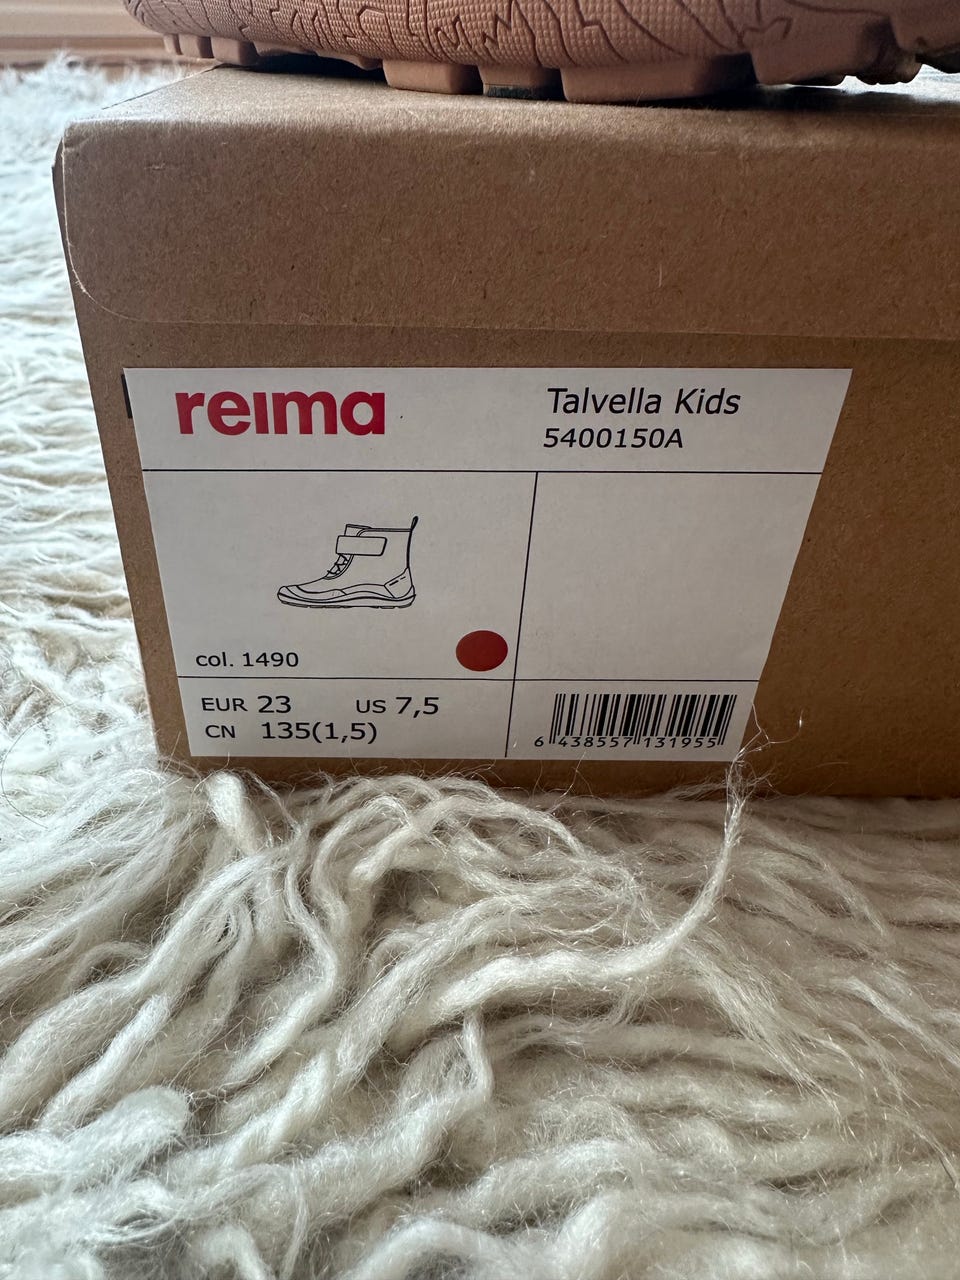 reima
Talvella Kids
5400150A
col. 1490
EUR 23 US 7,5
CN 135(1,5)
6 438557 131955